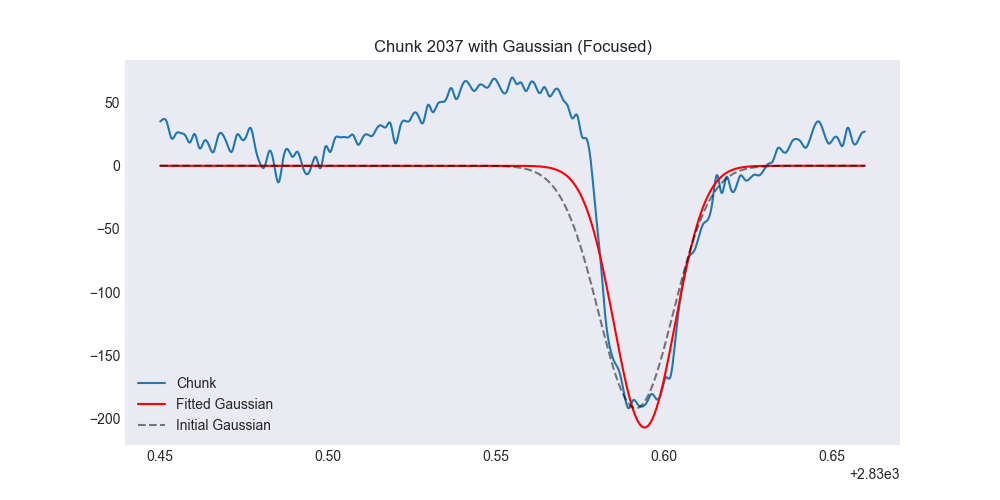 Chunk 2037 with Gaussian (Focused)
50
0
−50
−100
−150
−200
Chunk
Fitted Gaussian
Initial Gaussian
0.45 0.50 0.55 0.60 0.65
+2.83e3